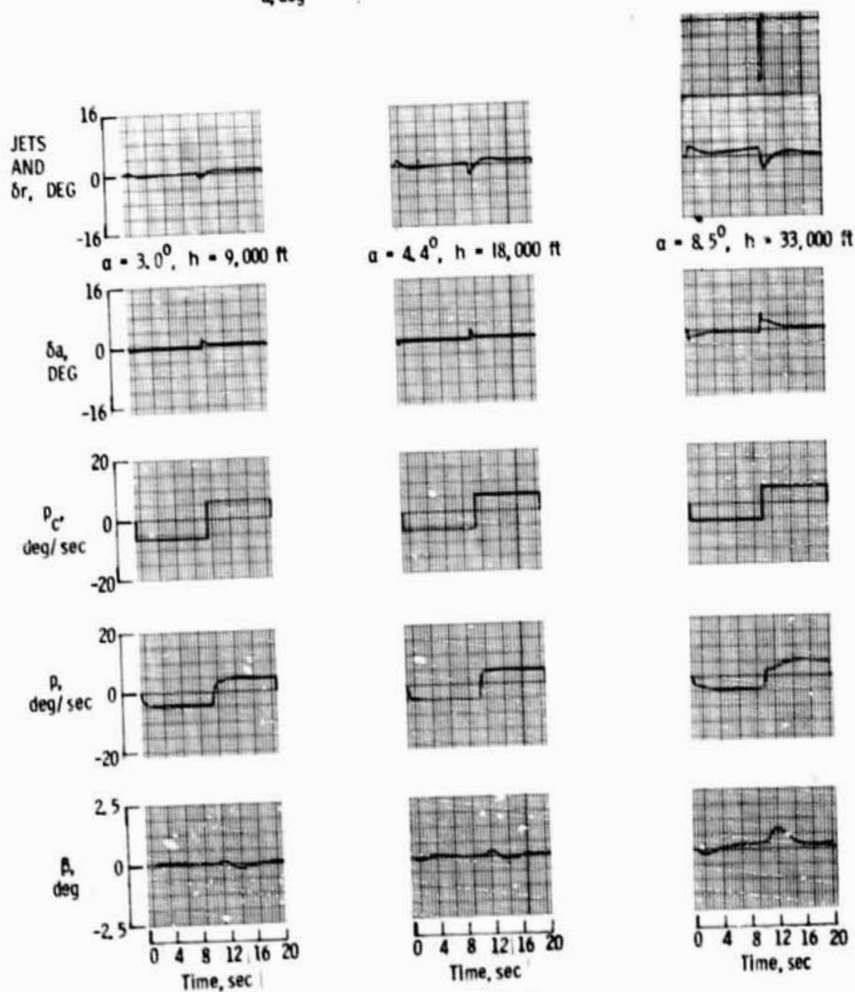 α, deg
JETS
AND
δr, DEG
16
0
-16
α = 3.0°, h = 9,000 ft
α = 4.4°, h = 18,000 ft
α = 8.5°, h = 33,000 ft
δa,
DEG
16
0
-16
Pc,
deg/sec
20
0
-20
p,
deg/sec
20
0
-20
β,
deg
2.5
0
-2.5
0 4 8 12 16 20
Time, sec
0 4 8 12 16 20
Time, sec
0 4 8 12 16 20
Time, sec